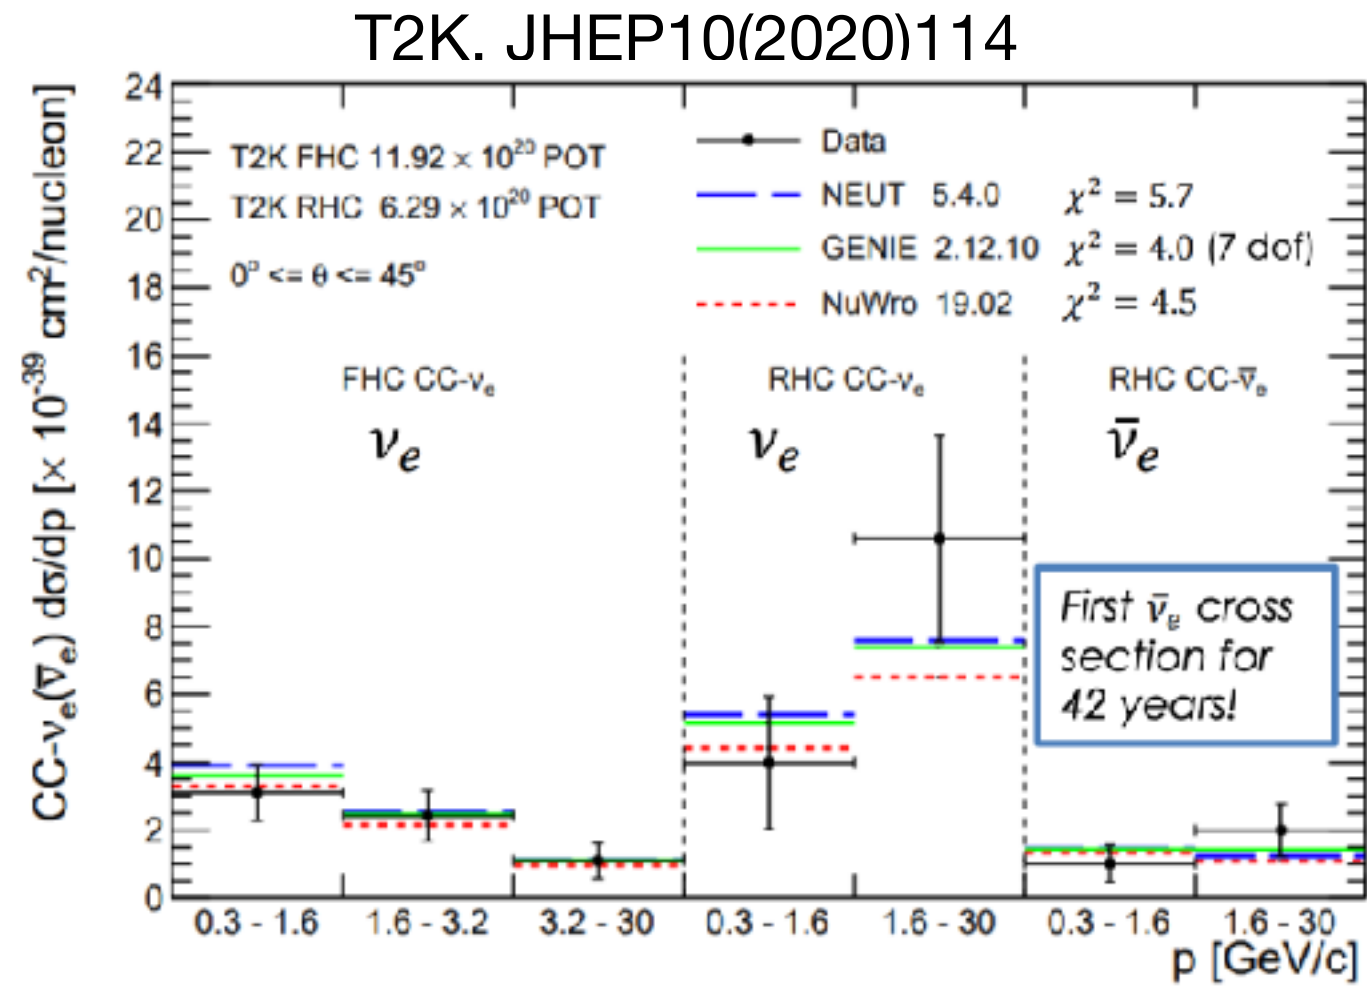 T2K. JHEP10(2020)114
CC-νe(ν̅e) dσ/dp [× 10⁻³⁹ cm²/nucleon]
24
22
20
18
16
14
12
10
8
6
4
2
0
T2K FHC 11.92 × 10²⁰ POT
T2K RHC 6.29 × 10²⁰ POT
0° <= θ <= 45°
Data
NEUT 5.4.0 χ² = 5.7
GENIE 2.12.10 χ² = 4.0 (7 dof)
NuWro 19.02 χ² = 4.5
FHC CC-νe
RHC CC-νe
RHC CC-ν̅e
νe
νe
ν̅e
First ν̅e cross
section for
42 years!
0.3 - 1.6
1.6 - 3.2
3.2 - 30
0.3 - 1.6
1.6 - 30
0.3 - 1.6
1.6 - 30
p [GeV/c]